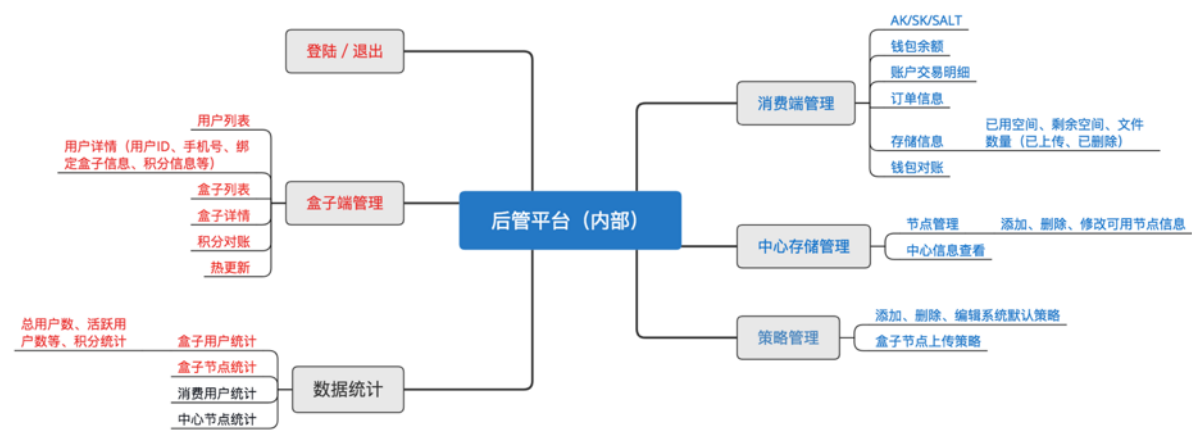 后管平台（内部）
登陆 / 退出
盒子端管理
用户列表
用户详情（用户ID、手机号、绑
定盒子信息、积分信息等）
盒子列表
盒子详情
积分对账
热更新
数据统计
盒子用户统计
总用户数、活跃用
户数等、积分统计
盒子节点统计
消费用户统计
中心节点统计
消费端管理
AK/SK/SALT
钱包余额
账户交易明细
订单信息
存储信息
已用空间、剩余空间、文件
数量（已上传、已删除）
钱包对账
中心存储管理
节点管理
添加、删除、修改可用节点信息
中心信息查看
策略管理
添加、删除、编辑系统默认策略
盒子节点上传策略